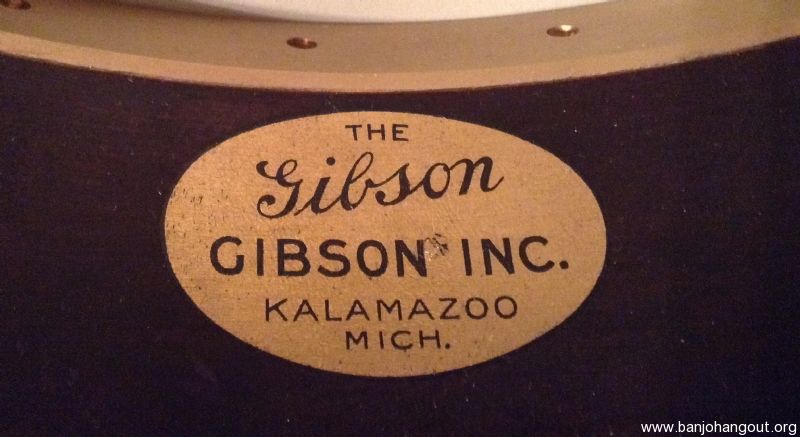 THE
Gibson
GIBSON INC.
KALAMAZOO
MICH.
www.banjohangout.org